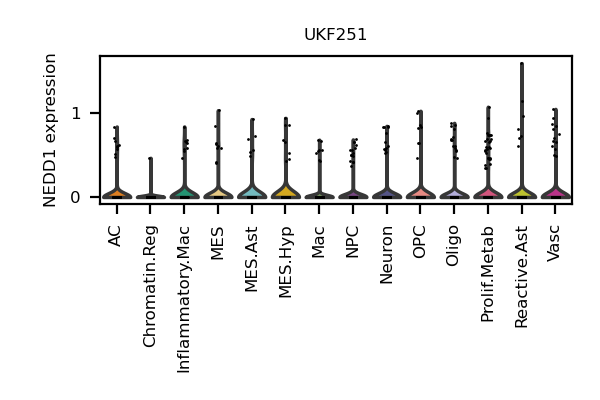 UKF251
NEDD1 expression
1
0
AC
Chromatin.Reg
Inflammatory.Mac
MES
MES.Ast
MES.Hyp
Mac
NPC
Neuron
OPC
Oligo
Prolif.Metab
Reactive.Ast
Vasc